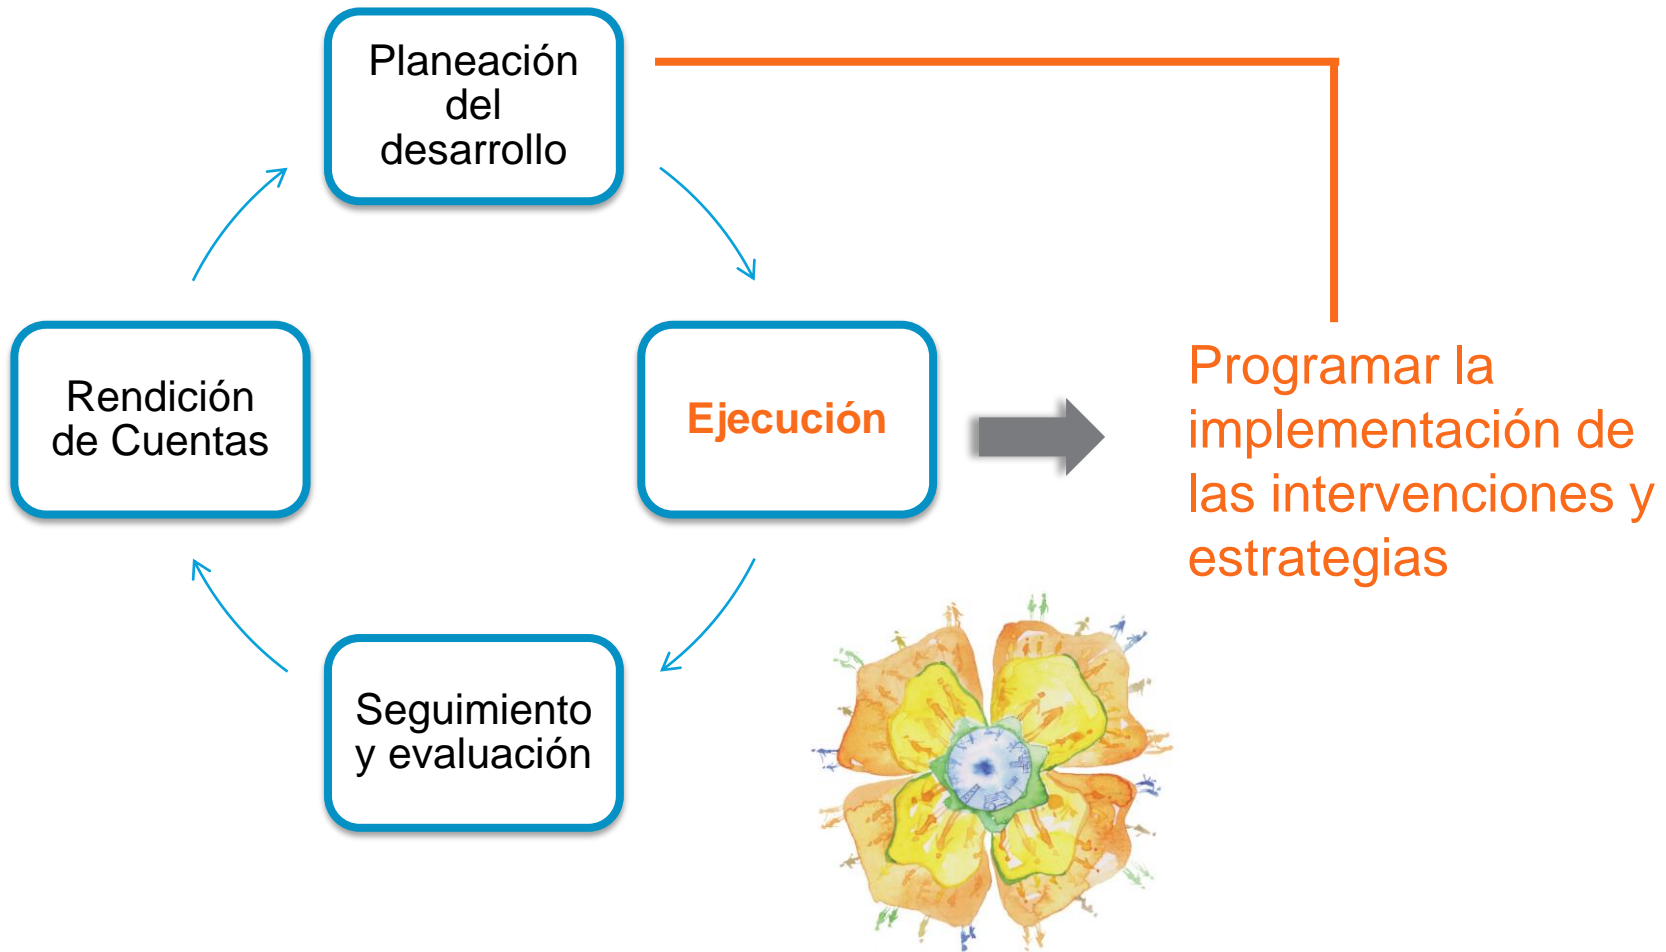 Planeación
del
desarrollo
Rendición
de Cuentas
Ejecución
Programar la
implementación de
las intervenciones y
estrategias
Seguimiento
y evaluación